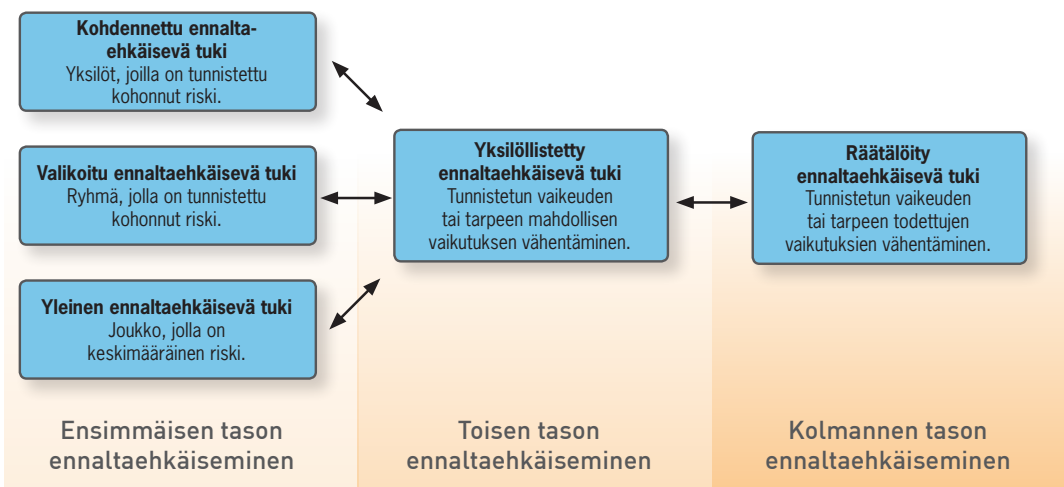 Kohdennettu ennalta-
ehkäisevä tuki
Yksilöt, joilla on tunnistettu
kohonnut riski.
Valikoitu ennaltaehkäisevä tuki
Ryhmä, jolla on tunnistettu
kohonnut riski.
Yleinen ennaltaehkäisevä tuki
Joukko, jolla on
keskimääräinen riski.
Yksilöllistetty
ennaltaehkäisevä tuki
Tunnistetun vaikeuden
tai tarpeen mahdollisen
vaikutuksen vähentäminen.
Räätälöity
ennaltaehkäisevä tuki
Tunnistetun vaikeuden
tai tarpeen todettujen
vaikutuksien vähentäminen.
Ensimmäisen tason
ennaltaehkäiseminen
Toisen tason
ennaltaehkäiseminen
Kolmannen tason
ennaltaehkäiseminen